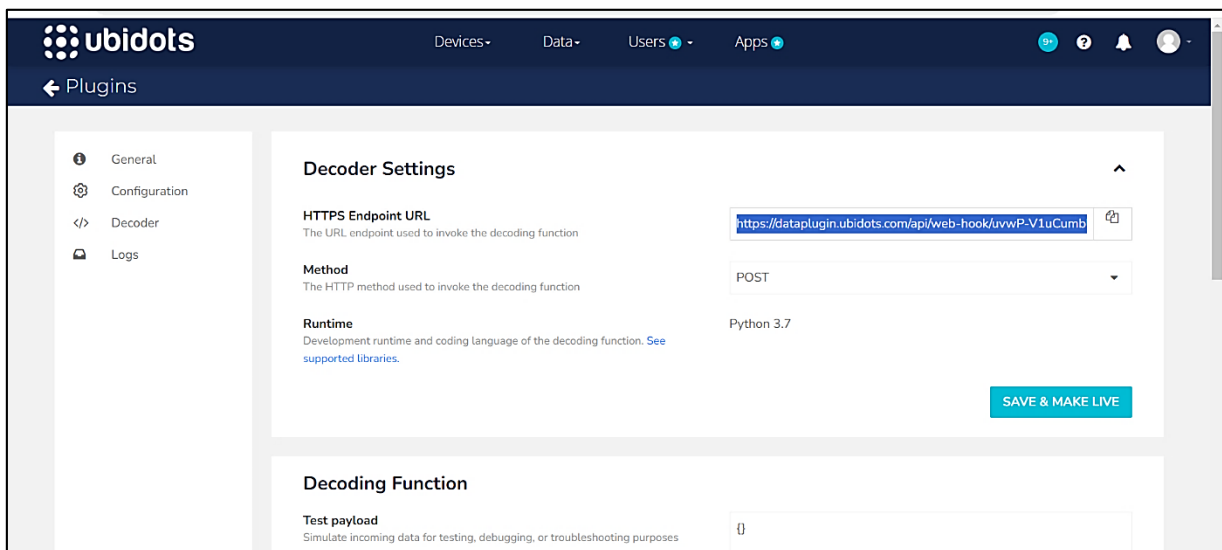 ubidots
Devices
Data
Users
Apps
9+
Plugins
General
Configuration
Decoder
Logs
Decoder Settings
HTTPS Endpoint URL
The URL endpoint used to invoke the decoding function
https://dataplugin.ubidots.com/api/web-hook/uvwP-V1uCumb
Method
The HTTP method used to invoke the decoding function
POST
Runtime
Development runtime and coding language of the decoding function. See
supported libraries.
Python 3.7
SAVE & MAKE LIVE
Decoding Function
Test payload
Simulate incoming data for testing, debugging, or troubleshooting purposes
{}